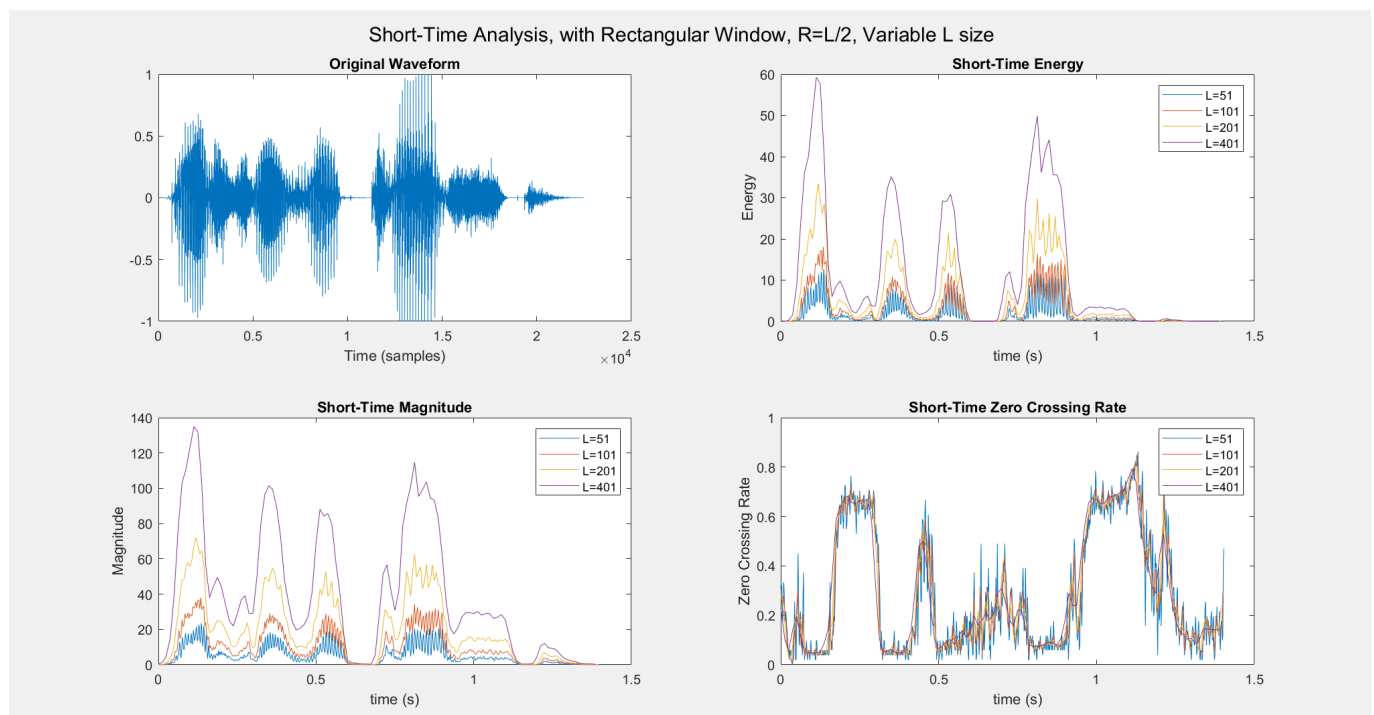 Short-Time Analysis, with Rectangular Window, R=L/2, Variable L size
Original Waveform
1
0.5
0
-0.5
-1
0
0.5
1
1.5
2
2.5
×10^4
Time (samples)
Short-Time Energy
Energy
60
50
40
30
20
10
0
0
0.5
1
1.5
time (s)
L=51
L=101
L=201
L=401
Short-Time Magnitude
Magnitude
140
120
100
80
60
40
20
0
0
0.5
1
1.5
time (s)
L=51
L=101
L=201
L=401
Short-Time Zero Crossing Rate
Zero Crossing Rate
1
0.8
0.6
0.4
0.2
0
0
0.5
1
1.5
time (s)
L=51
L=101
L=201
L=401